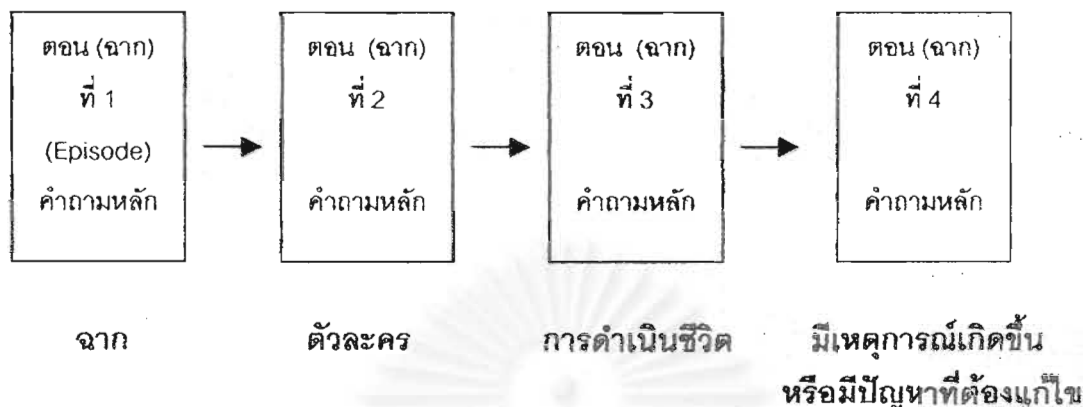 ตอน (ฉาก)
ที่ 1
(Episode)
คำถามหลัก
ตอน (ฉาก)
ที่ 2
คำถามหลัก
ตอน (ฉาก)
ที่ 3
คำถามหลัก
ตอน (ฉาก)
ที่ 4
คำถามหลัก
ฉาก
ตัวละคร
การดำเนินชีวิต
มีเหตุการณ์เกิดขึ้น
หรือมีปัญหาที่ต้องแก้ไข